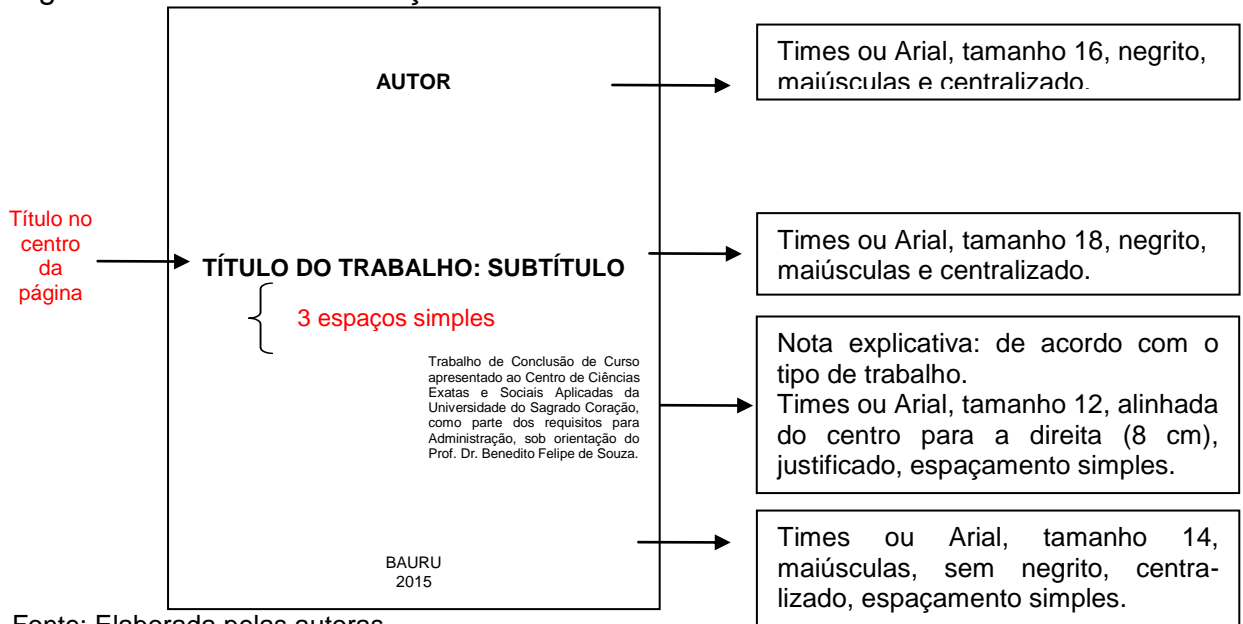 AUTOR
Times ou Arial, tamanho 16, negrito,
maiúsculas e centralizado.
Título no
centro
da
página
TÍTULO DO TRABALHO: SUBTÍTULO
Times ou Arial, tamanho 18, negrito,
maiúsculas e centralizado.
3 espaços simples
Trabalho de Conclusão de Curso
apresentado ao Centro de Ciências
Exatas e Sociais Aplicadas da
Universidade do Sagrado Coração,
como parte dos requisitos para
Administração, sob orientação do
Prof. Dr. Benedito Felipe de Souza.
Nota explicativa: de acordo com o
tipo de trabalho.
Times ou Arial, tamanho 12, alinhada
do centro para a direita (8 cm),
justificado, espaçamento simples.
BAURU
2015
Times ou Arial, tamanho 14,
maiúsculas, sem negrito, centra-
lizado, espaçamento simples.
Fonte: Elaborada pelas autoras